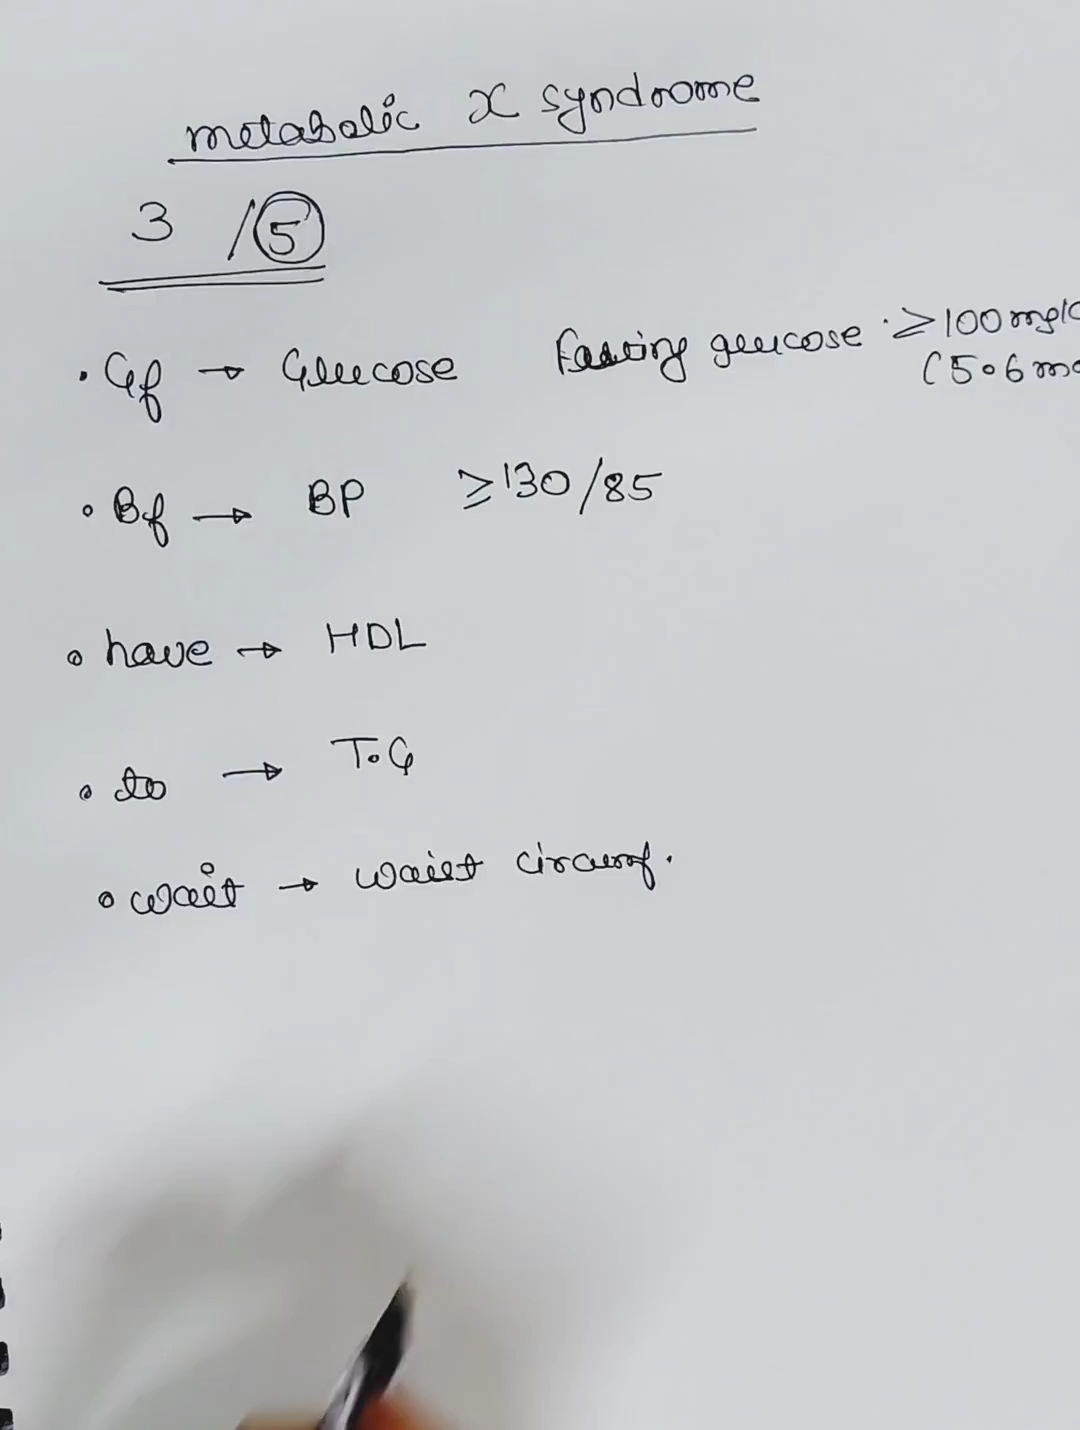 metabolic x syndrome
3 /5
. Gf → Glucose Fasting glucose ≥100 mg/
(5.6 m
• Bf → BP ≥130/85
• have → HDL
• to → T.G
• wait → waist circumf.